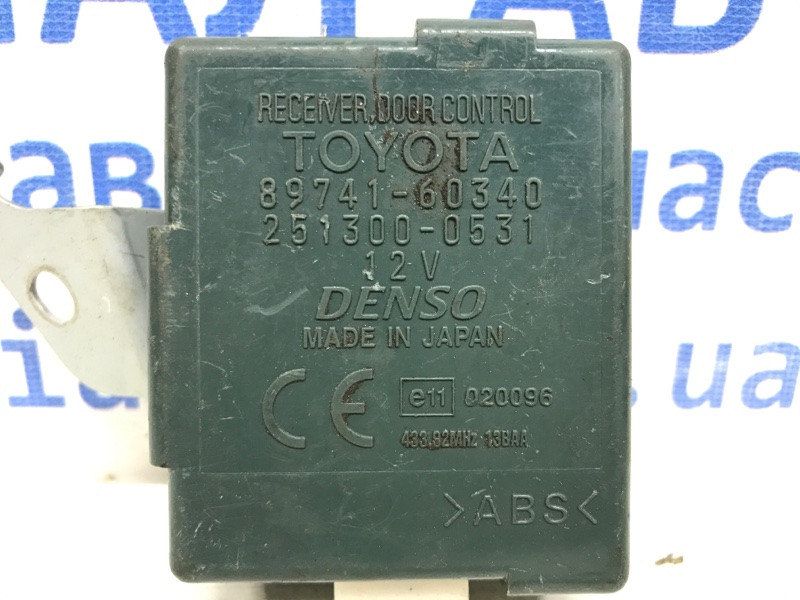 RECEIVER,DOOR CONTROL
TOYOTA
89741-60340
251300-0531
12V
DENSO
MADE IN JAPAN
CE e11 020096
433.92MHz 13BAA
>ABS<